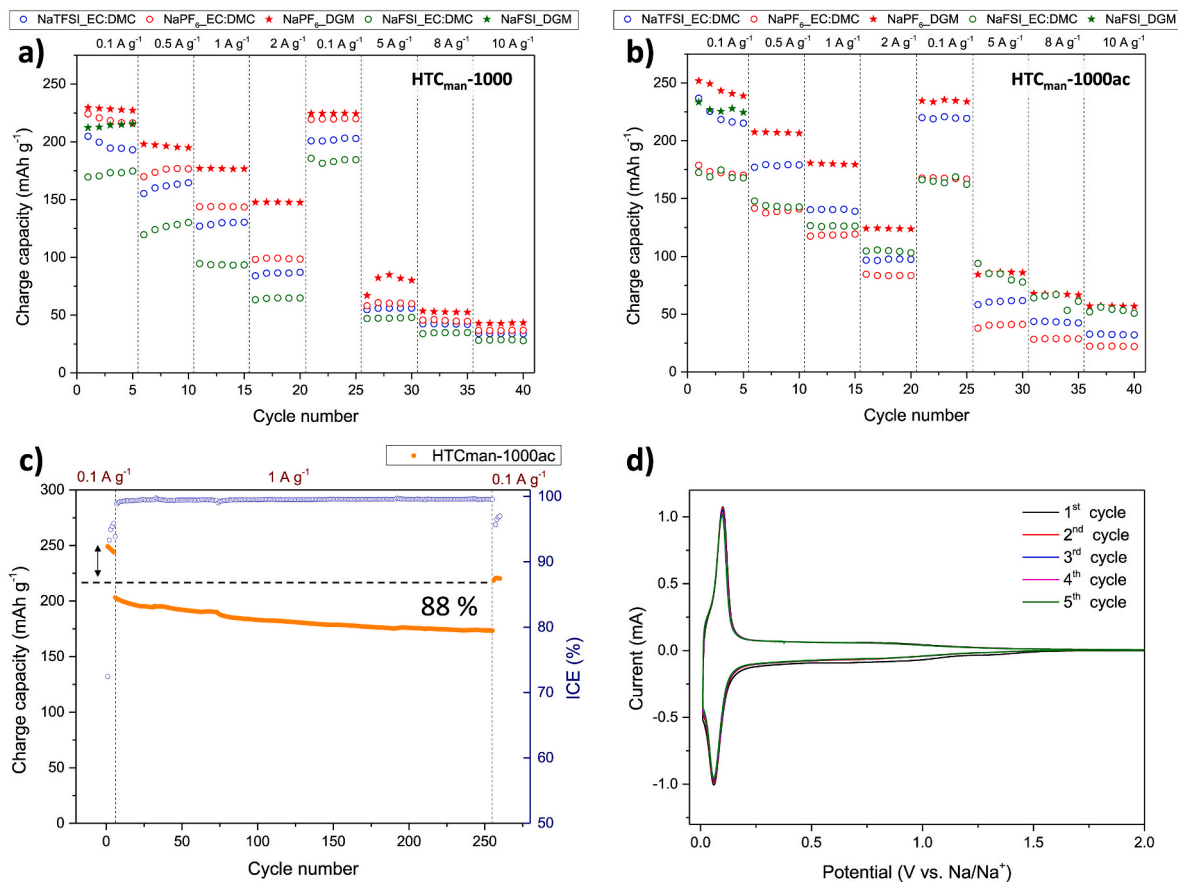 NaTFSI_EC:DMC NaPF₆_EC:DMC NaPF₆_DGM NaFSI_EC:DMC NaFSI_DGM
0.1 A g⁻¹ 0.5 A g⁻¹ 1 A g⁻¹ 2 A g⁻¹ 0.1 A g⁻¹ 5 A g⁻¹ 8 A g⁻¹ 10 A g⁻¹
a)
HTCman-1000
250
200
150
100
50
0
Charge capacity (mAh g⁻¹)
0 5 10 15 20 25 30 35 40
Cycle number
NaTFSI_EC:DMC NaPF₆_EC:DMC NaPF₆_DGM NaFSI_EC:DMC NaFSI_DGM
0.1 A g⁻¹ 0.5 A g⁻¹ 1 A g⁻¹ 2 A g⁻¹ 0.1 A g⁻¹ 5 A g⁻¹ 8 A g⁻¹ 10 A g⁻¹
b)
HTCman-1000ac
250
200
150
100
50
0
Charge capacity (mAh g⁻¹)
0 5 10 15 20 25 30 35 40
Cycle number
c)
HTCman-1000ac
0.1 A g⁻¹ 1 A g⁻¹ 0.1 A g⁻¹
300
250
200
150
100
50
0
Charge capacity (mAh g⁻¹)
88 %
100
90
80
70
60
50
ICE (%)
0 50 100 150 200 250
Cycle number
d)
1st cycle
2nd cycle
3rd cycle
4th cycle
5th cycle
1.0
0.5
0.0
-0.5
-1.0
Current (mA)
0.0 0.5 1.0 1.5 2.0
Potential (V vs. Na/Na⁺)